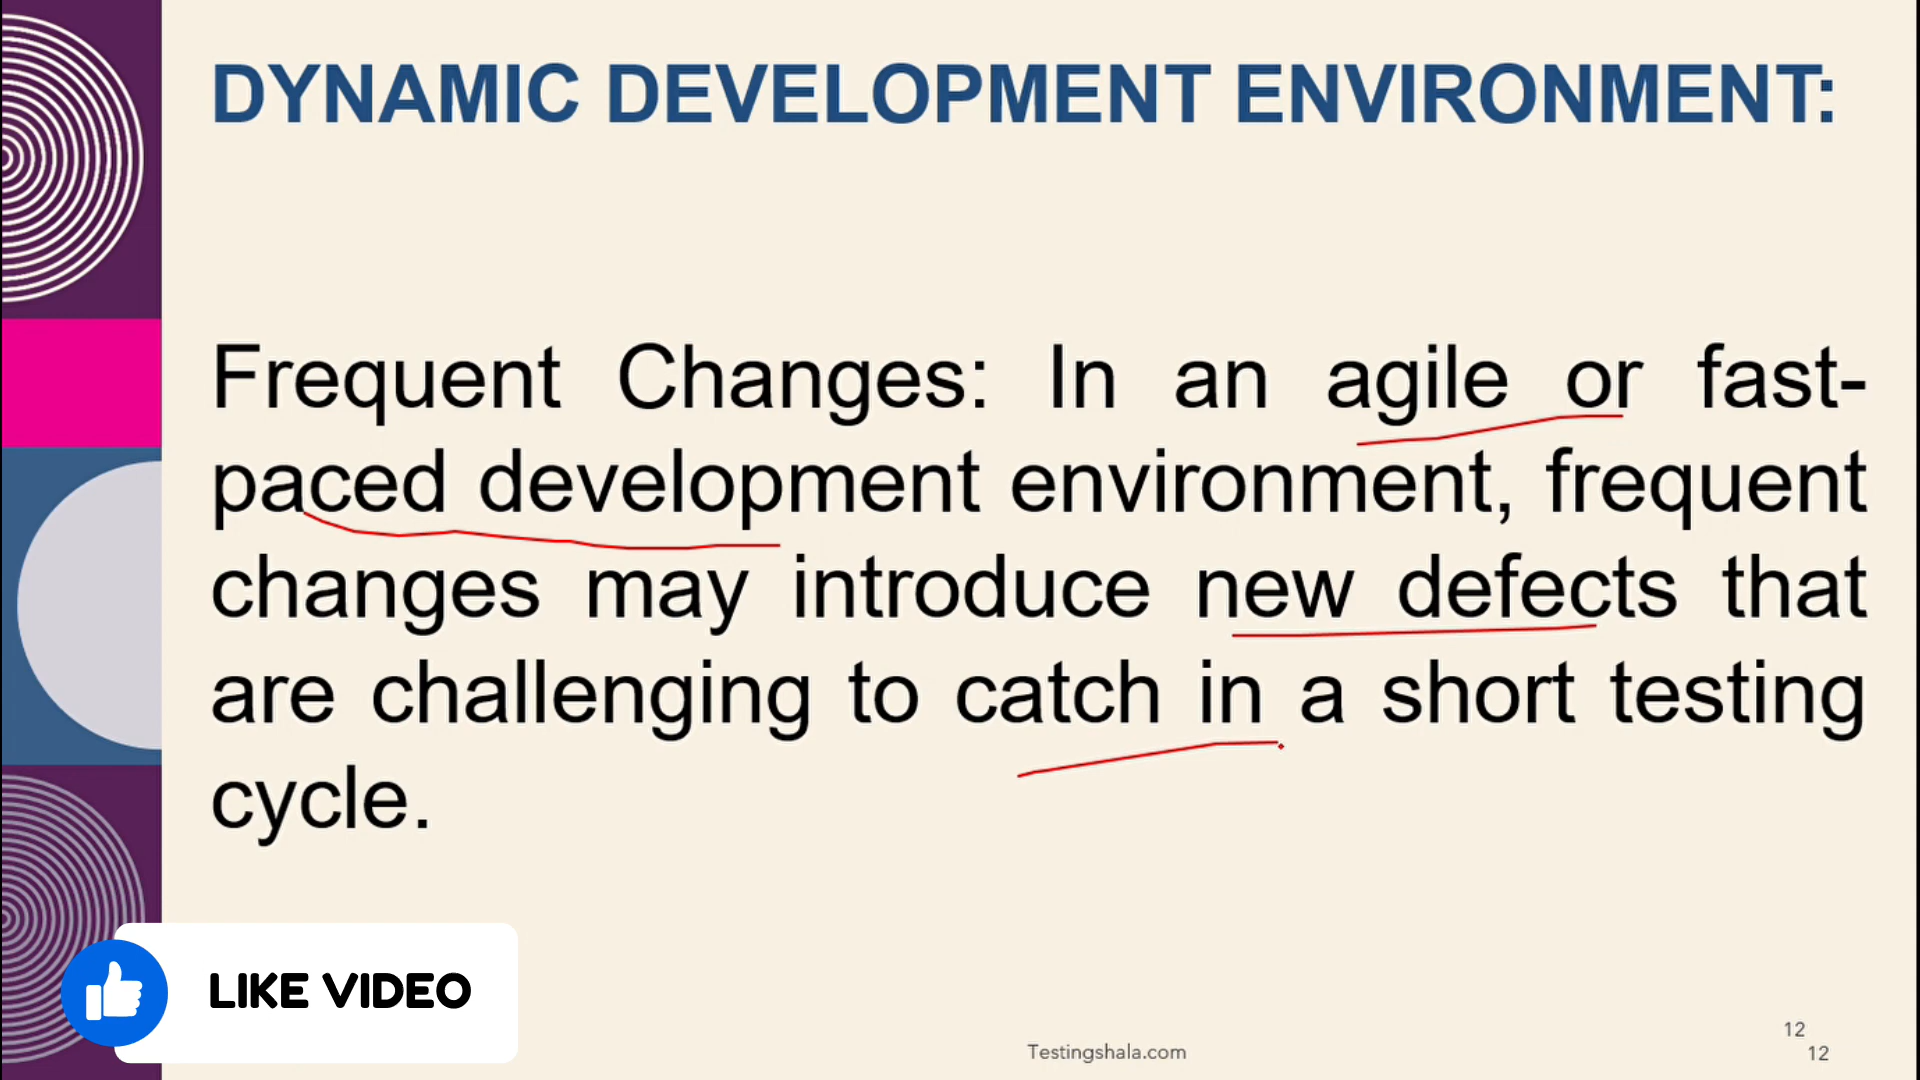 DYNAMIC DEVELOPMENT ENVIRONMENT:
Frequent Changes: In an agile or fast-
paced development environment, frequent
changes may introduce new defects that
are challenging to catch in a short testing
cycle.
LIKE VIDEO
Testingshala.com
12
12